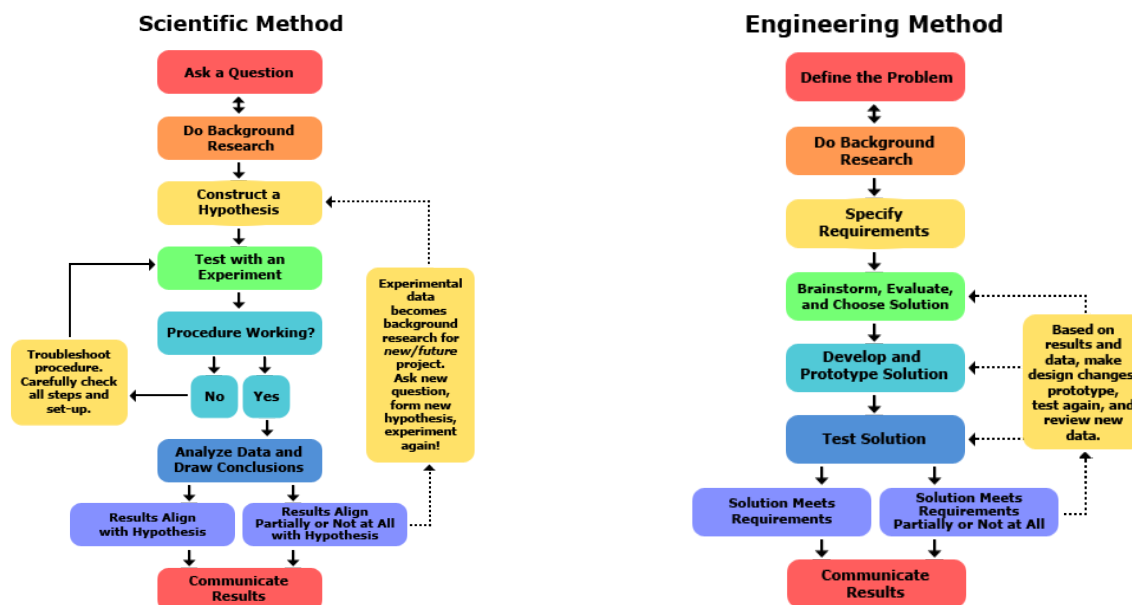 Scientific Method
Ask a Question
Do Background
Research
Construct a
Hypothesis
Test with an
Experiment
Procedure Working?
Troubleshoot
procedure.
Carefully check
all steps and
set-up.
No
Yes
Experimental
data
becomes
background
research for
new/future
project.
Ask new
question,
form new
hypothesis,
experiment
again!
Analyze Data and
Draw Conclusions
Results Align
with Hypothesis
Results Align
Partially or Not at All
with Hypothesis
Communicate
Results
Engineering Method
Define the Problem
Do Background
Research
Specify
Requirements
Brainstorm, Evaluate,
and Choose Solution
Develop and
Prototype Solution
Test Solution
Based on
results and
data, make
design changes,
prototype,
test again, and
review new
data.
Solution Meets
Requirements
Solution Meets
Requirements
Partially or Not at All
Communicate
Results